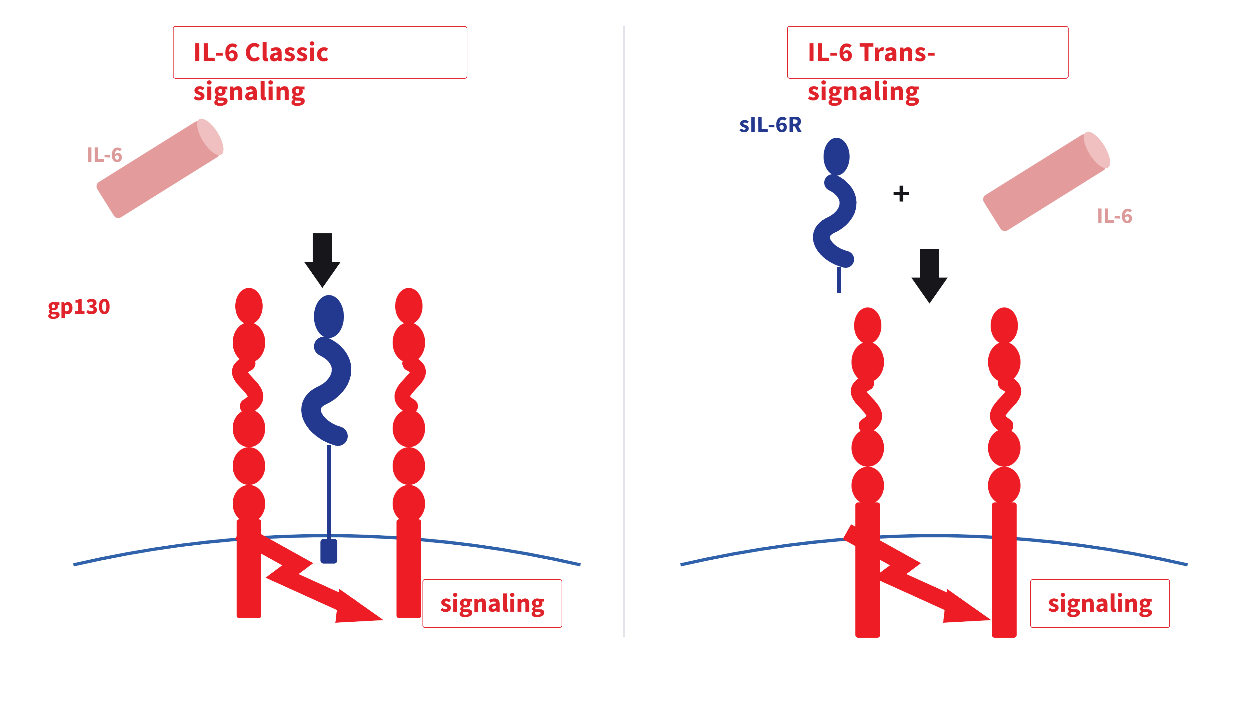 IL-6 Classic
signaling
IL-6
gp130
signaling
IL-6 Trans-
signaling
sIL-6R
+
IL-6
signaling